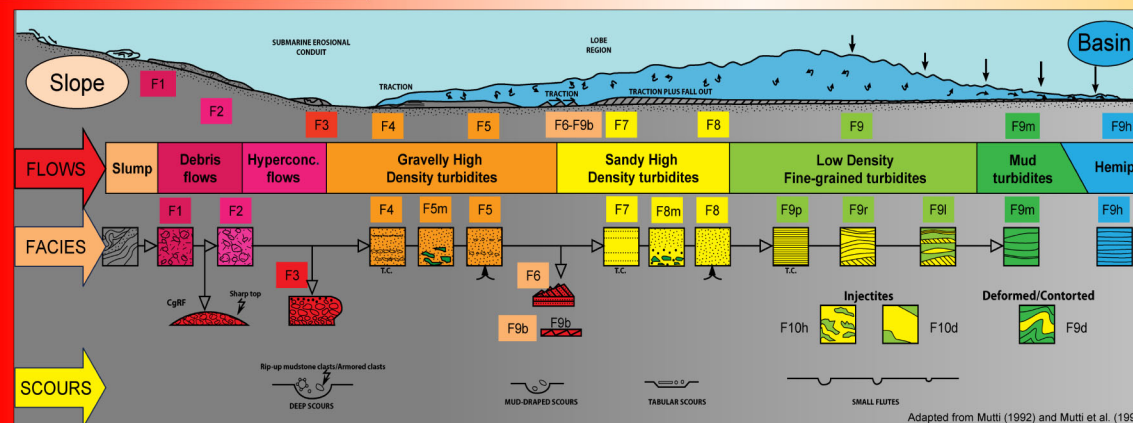 SUBMARINE EROSIONAL
CONDUIT
LOBE
REGION
Basin
Slope
F1
F2
TRACTION
TRACTION
TRACTION PLUS FALL OUT
F3
F4
F5
F6-F9b
F7
F8
F9
F9m
F9h
FLOWS
Slump
Debris
flows
Hyperconc.
flows
Gravelly High
Density turbidites
Sandy High
Density turbidites
Low Density
Fine-grained turbidites
Mud
turbidites
Hemip
F1
F2
F4
F5m
F5
F7
F8m
F8
F9p
F9r
F9l
F9m
F9h
FACIES
T.C.
T.C.
T.C.
F3
F6
CgRF
Sharp top
F9b
F9b
Injectites
F10h
F10d
Deformed/Contorted
F9d
SCOURS
Rip-up mudstone clasts/Armored clasts
DEEP SCOURS
MUD-DRAPED SCOURS
TABULAR SCOURS
SMALL FLUTES
Adapted from Mutti (1992) and Mutti et al. (199